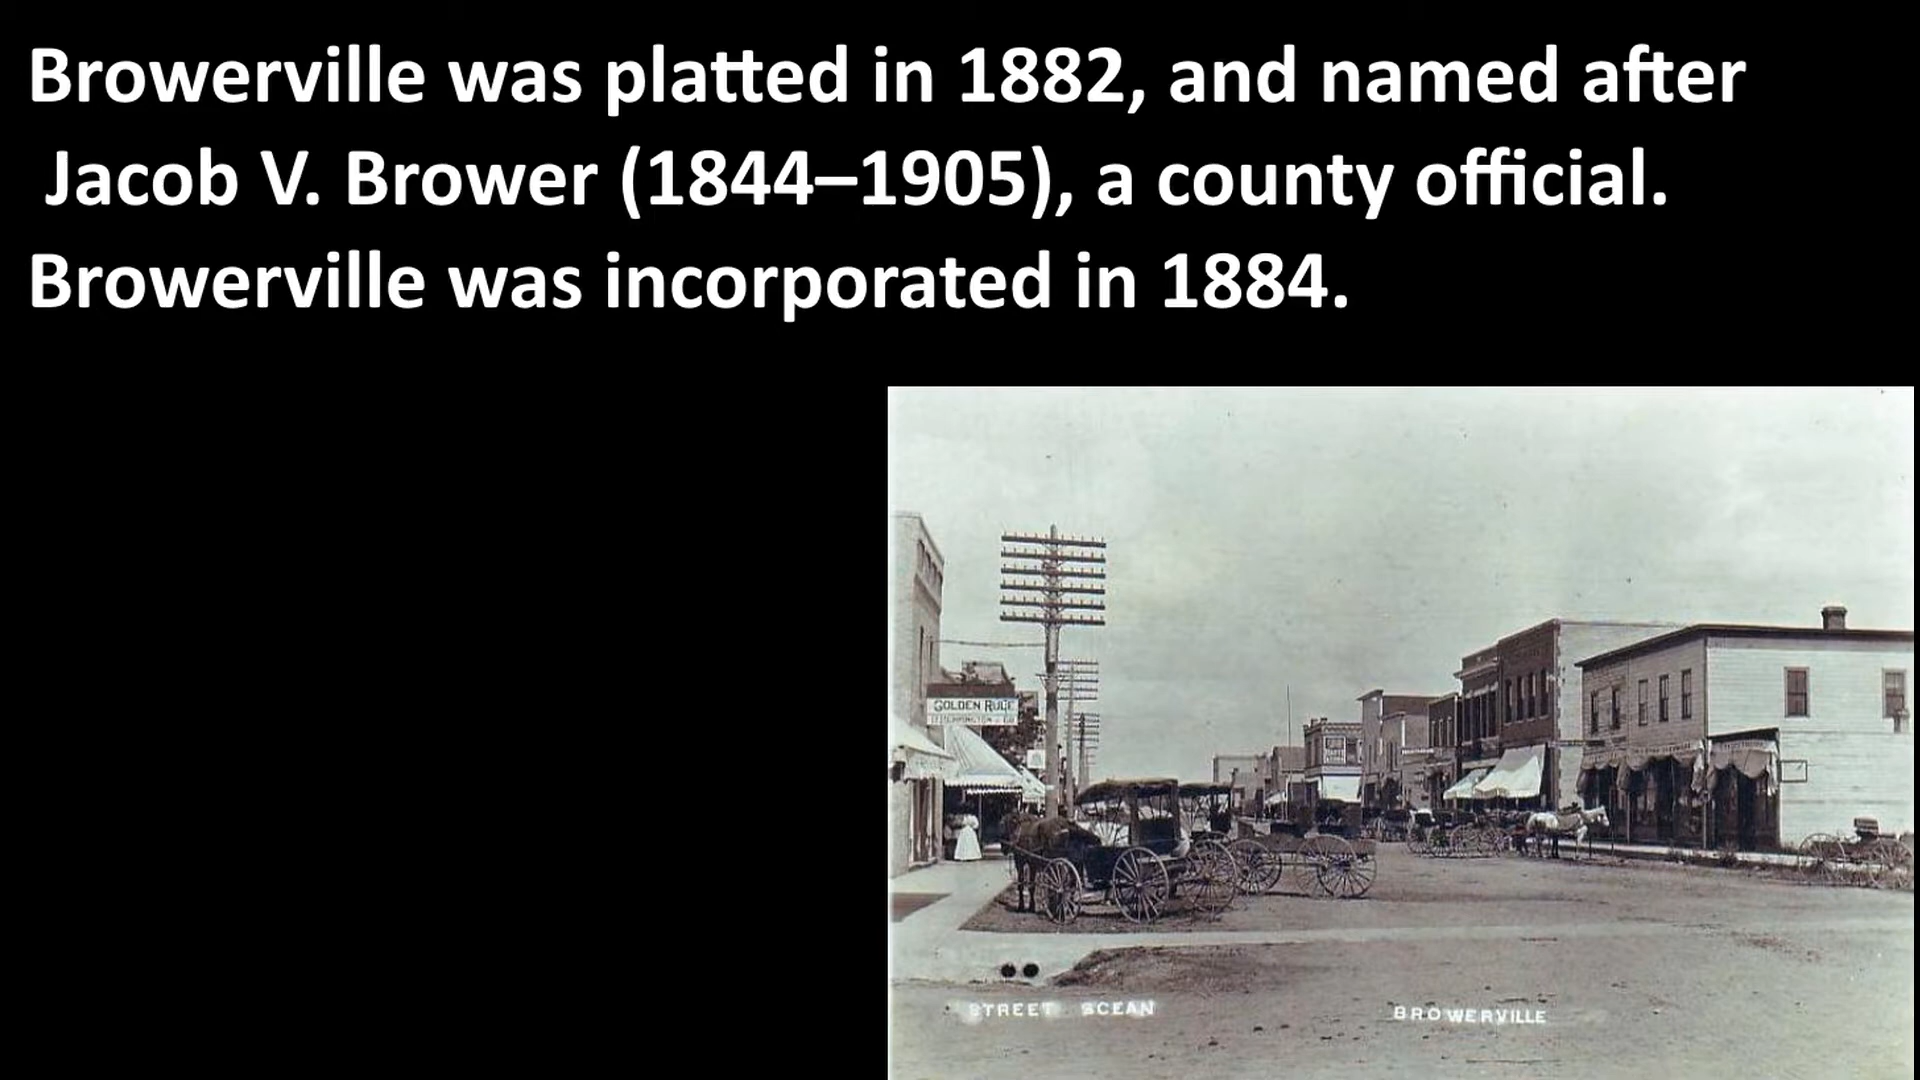 Browerville was platted in 1882, and named after
Jacob V. Brower (1844–1905), a county official.
Browerville was incorporated in 1884.
GOLDEN RULE
STREET SCEAN
BROWERVILLE